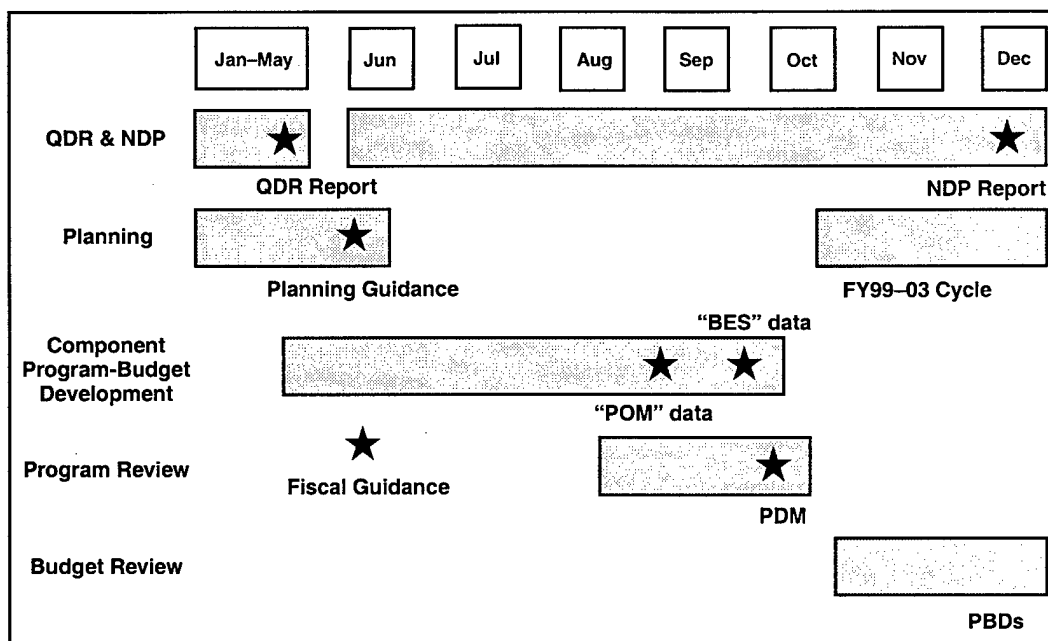 Jan–May Jun Jul Aug Sep Oct Nov Dec
QDR & NDP
QDR Report
NDP Report
Planning
Planning Guidance
FY99–03 Cycle
Component
Program-Budget
Development
"BES" data
"POM" data
Program Review
Fiscal Guidance
PDM
Budget Review
PBDs